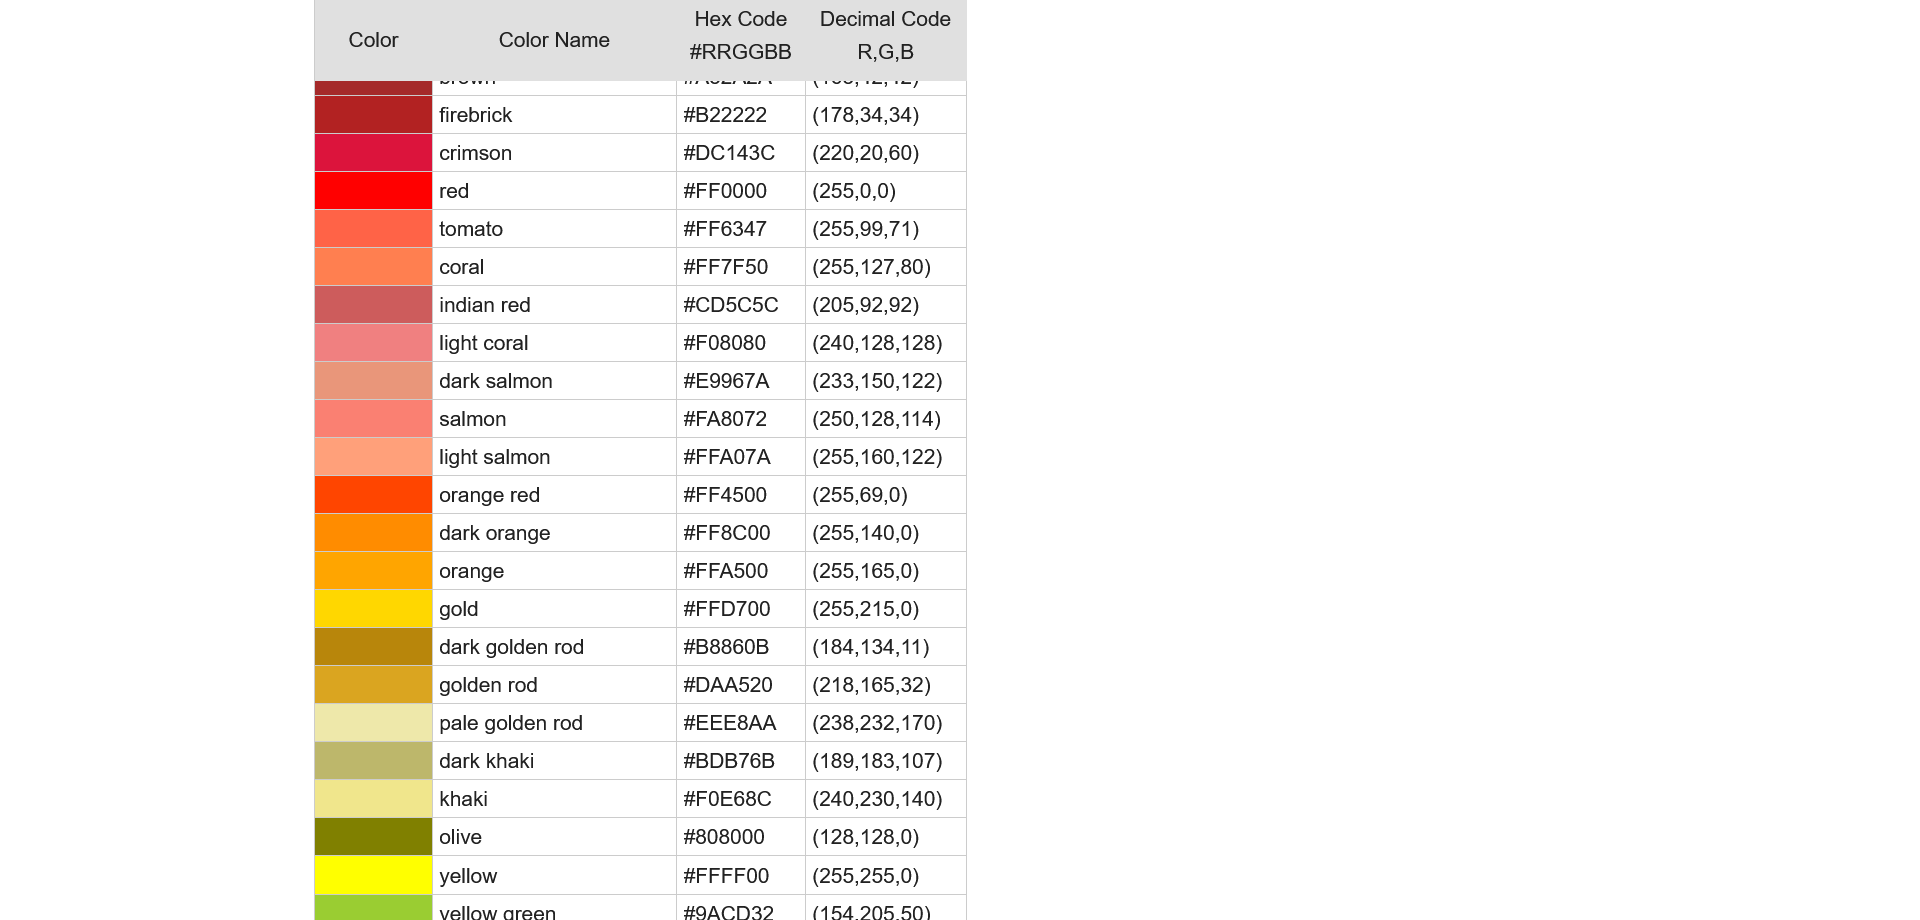 Color Color Name Hex Code #RRGGBB Decimal Code R,G,B
brown #A52A2A (165,42,42)
firebrick #B22222 (178,34,34)
crimson #DC143C (220,20,60)
red #FF0000 (255,0,0)
tomato #FF6347 (255,99,71)
coral #FF7F50 (255,127,80)
indian red #CD5C5C (205,92,92)
light coral #F08080 (240,128,128)
dark salmon #E9967A (233,150,122)
salmon #FA8072 (250,128,114)
light salmon #FFA07A (255,160,122)
orange red #FF4500 (255,69,0)
dark orange #FF8C00 (255,140,0)
orange #FFA500 (255,165,0)
gold #FFD700 (255,215,0)
dark golden rod #B8860B (184,134,11)
golden rod #DAA520 (218,165,32)
pale golden rod #EEE8AA (238,232,170)
dark khaki #BDB76B (189,183,107)
khaki #F0E68C (240,230,140)
olive #808000 (128,128,0)
yellow #FFFF00 (255,255,0)
yellow green #9ACD32 (154,205,50)